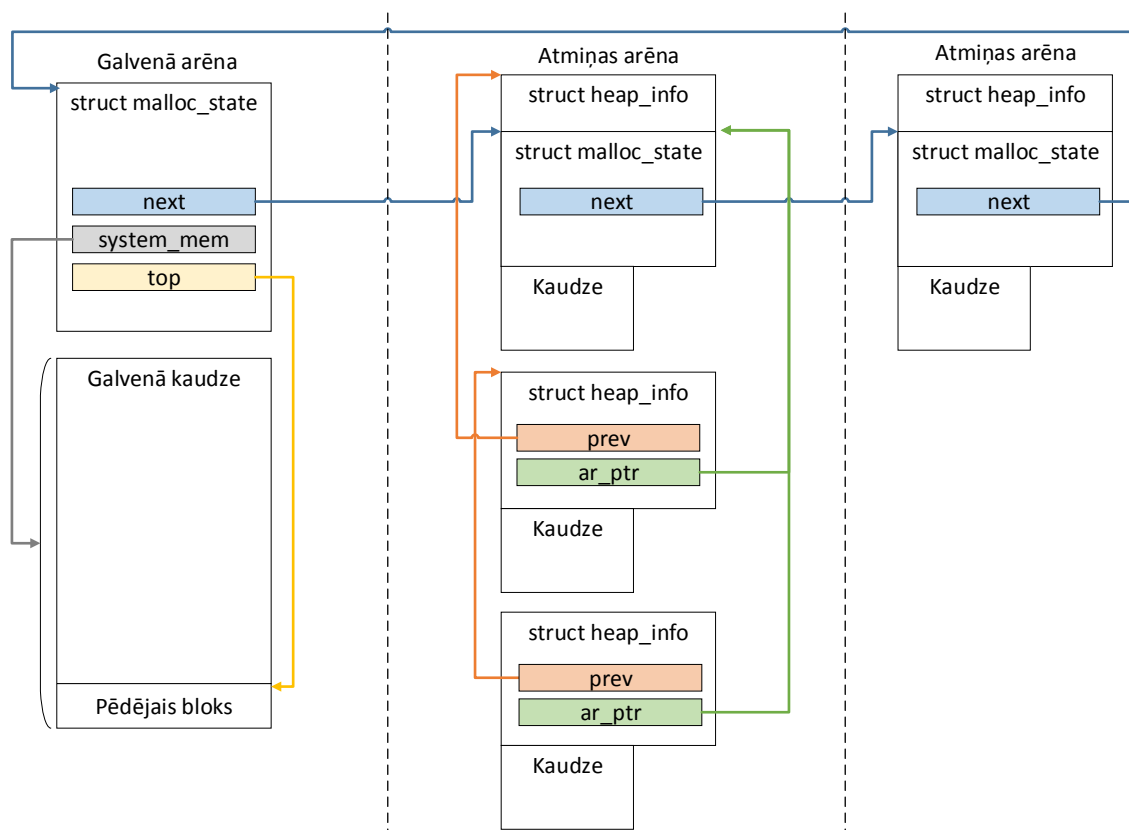 Galvenā arēna
struct malloc_state
next
system_mem
top
Galvenā kaudze
Pēdējais bloks
Atmiņas arēna
struct heap_info
struct malloc_state
next
Kaudze
struct heap_info
prev
ar_ptr
Kaudze
struct heap_info
prev
ar_ptr
Kaudze
Atmiņas arēna
struct heap_info
struct malloc_state
next
Kaudze